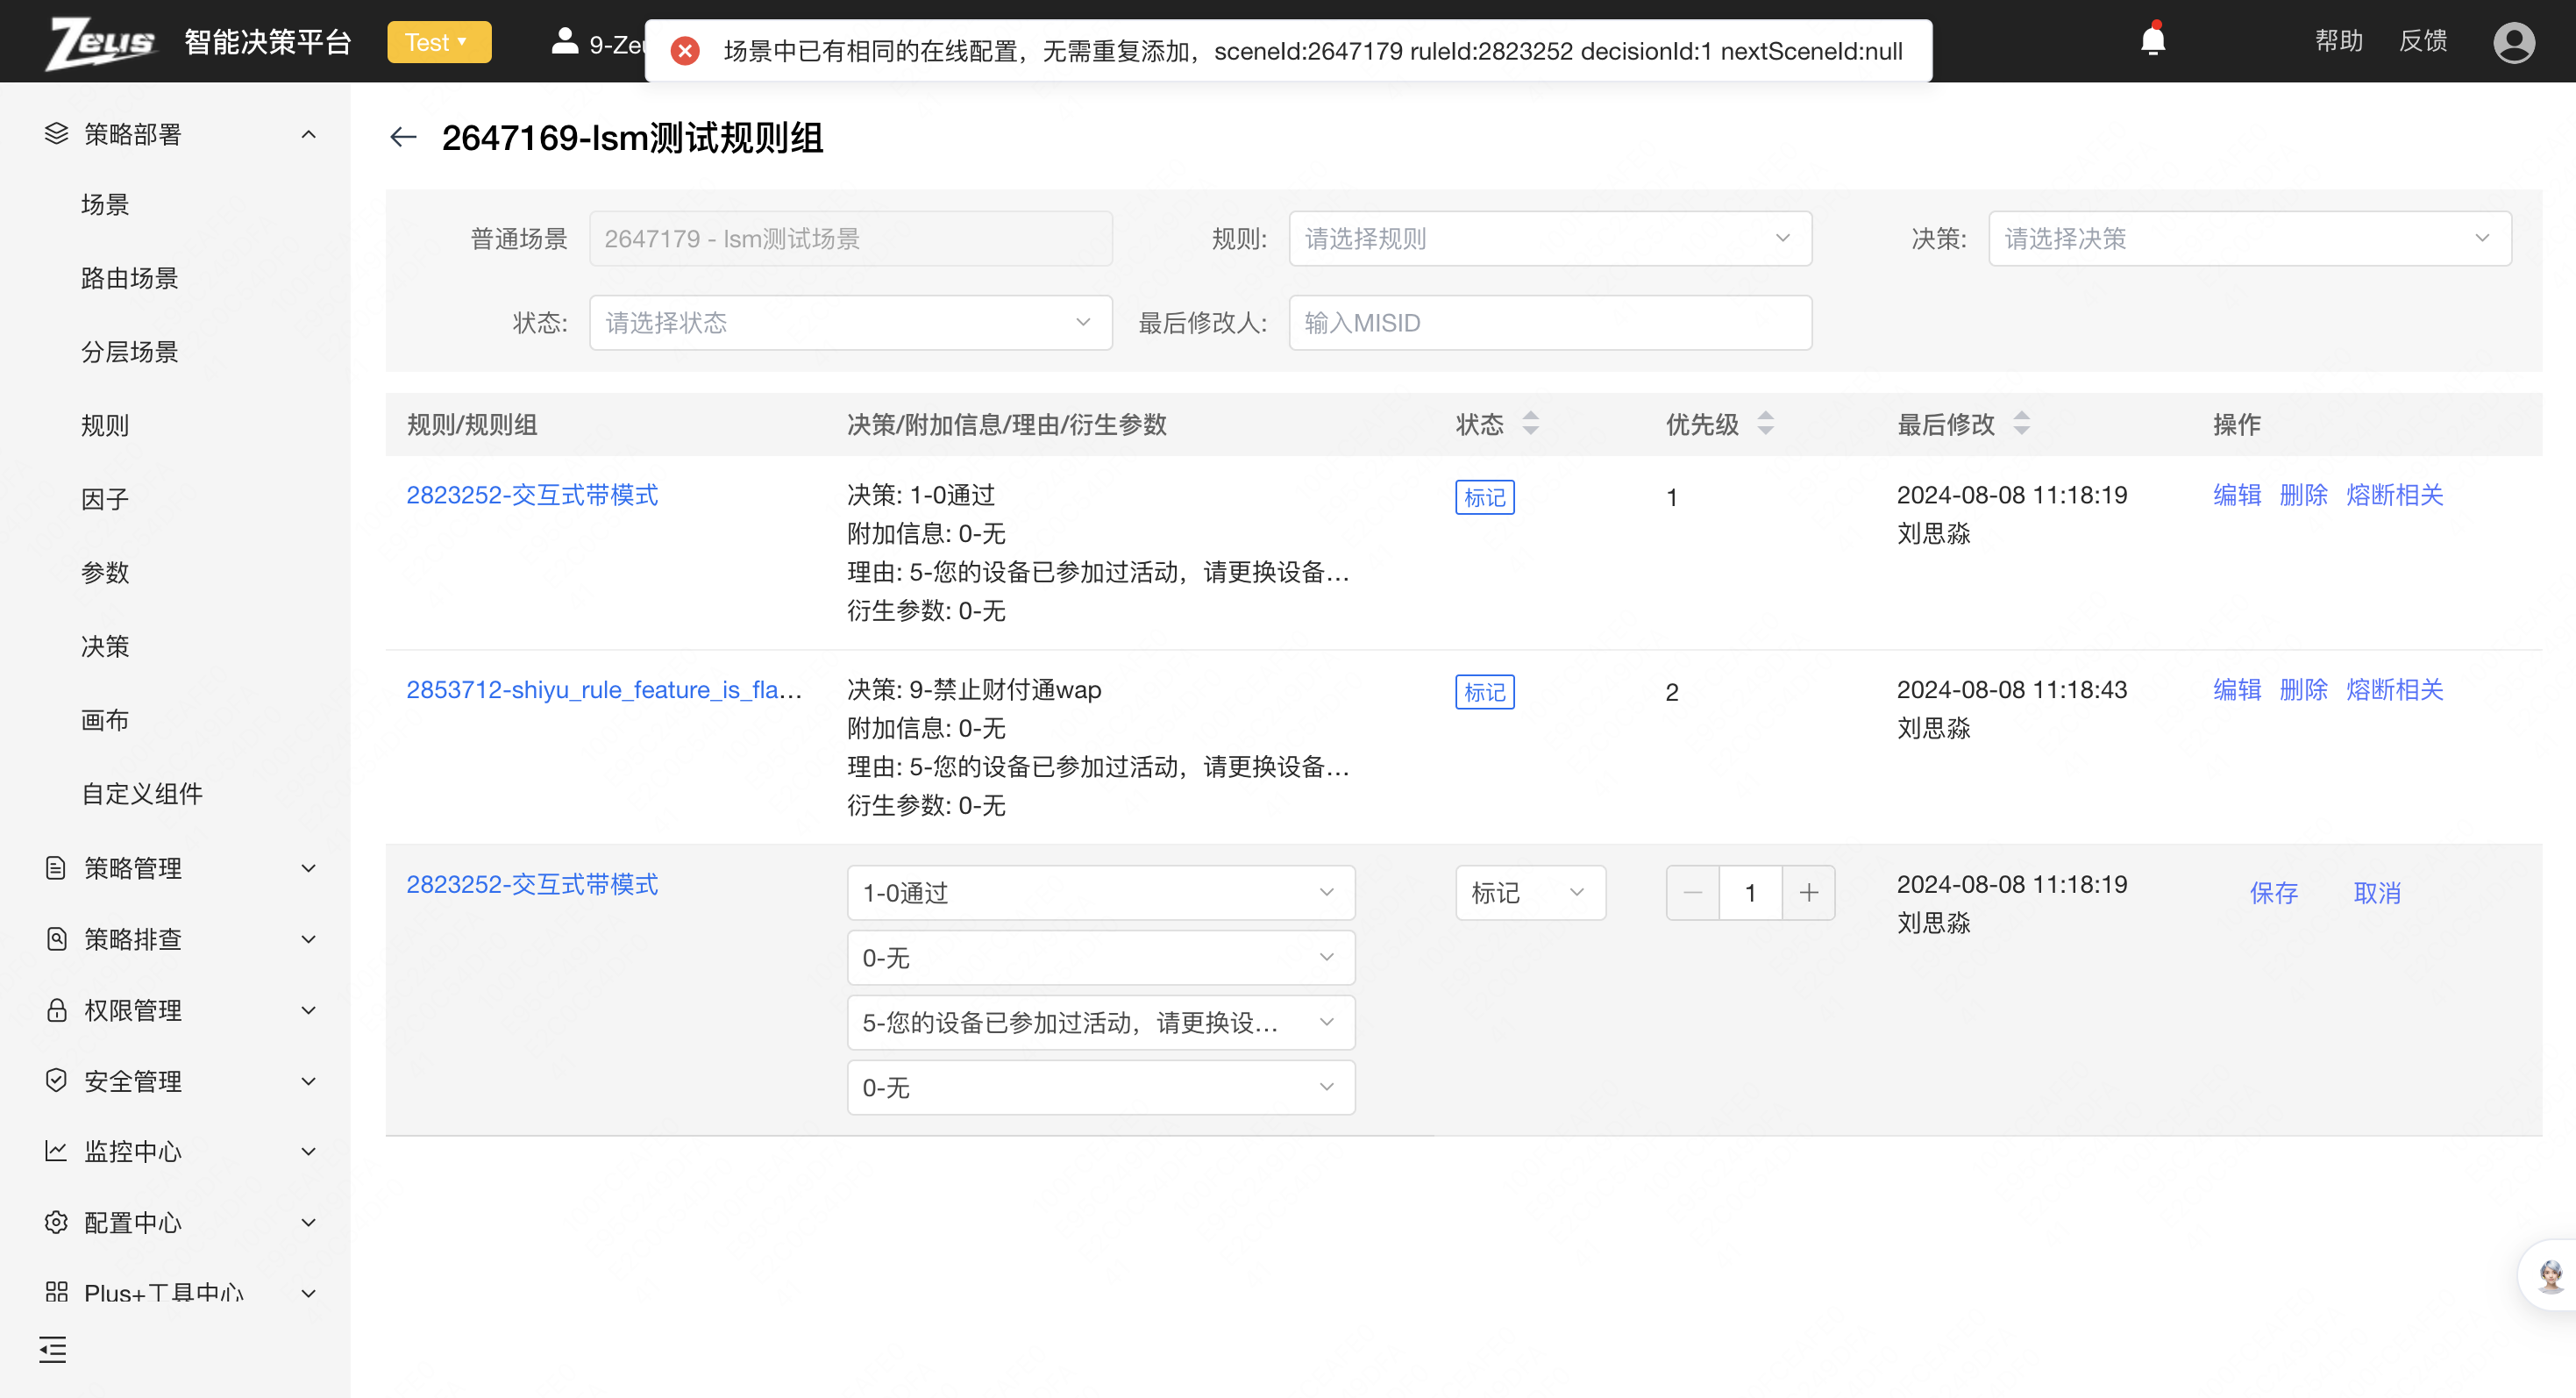 Zeus 智能决策平台
Test
9-Zeu
场景中已有相同的在线配置，无需重复添加，sceneId:2647179 ruleId:2823252 decisionId:1 nextSceneId:null
帮助
反馈
策略部署
场景
路由场景
分层场景
规则
因子
参数
决策
画布
自定义组件
策略管理
策略排查
权限管理
安全管理
监控中心
配置中心
Plus+工具中心
2647169-lsm测试规则组
普通场景 2647179 - lsm测试场景
规则: 请选择规则
决策: 请选择决策
状态: 请选择状态
最后修改人: 输入MISID
规则/规则组 决策/附加信息/理由/衍生参数 状态 优先级 最后修改 操作
2823252-交互式带模式 决策: 1-0通过 标记 1 2024-08-08 11:18:19 编辑 删除 熔断相关
附加信息: 0-无 刘思淼
理由: 5-您的设备已参加过活动，请更换设备...
衍生参数: 0-无
2853712-shiyu_rule_feature_is_fla... 决策: 9-禁止财付通wap 标记 2 2024-08-08 11:18:43 编辑 删除 熔断相关
附加信息: 0-无 刘思淼
理由: 5-您的设备已参加过活动，请更换设备...
衍生参数: 0-无
2823252-交互式带模式 1-0通过 标记 1 2024-08-08 11:18:19 保存 取消
刘思淼
0-无
5-您的设备已参加过活动，请更换设...
0-无